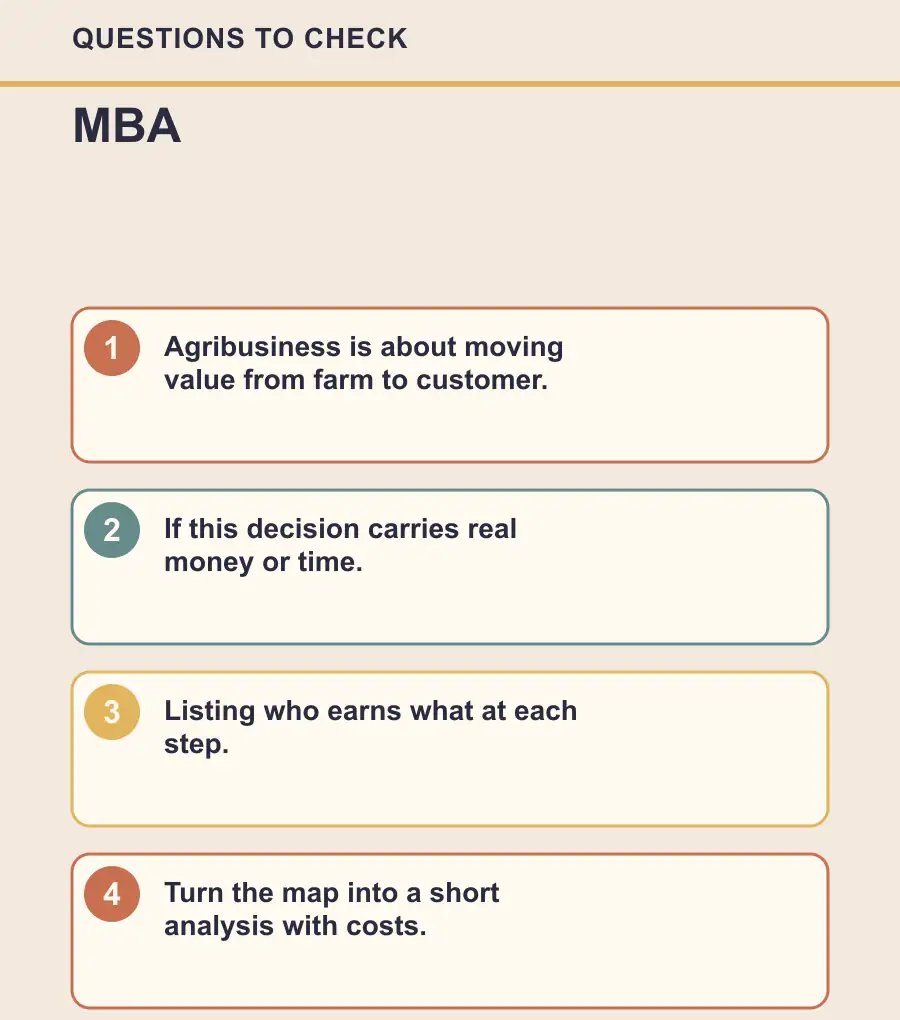 QUESTIONS TO CHECK
MBA
1
Agribusiness is about moving
value from farm to customer.
2
If this decision carries real
money or time.
3
Listing who earns what at each
step.
4
Turn the map into a short
analysis with costs.